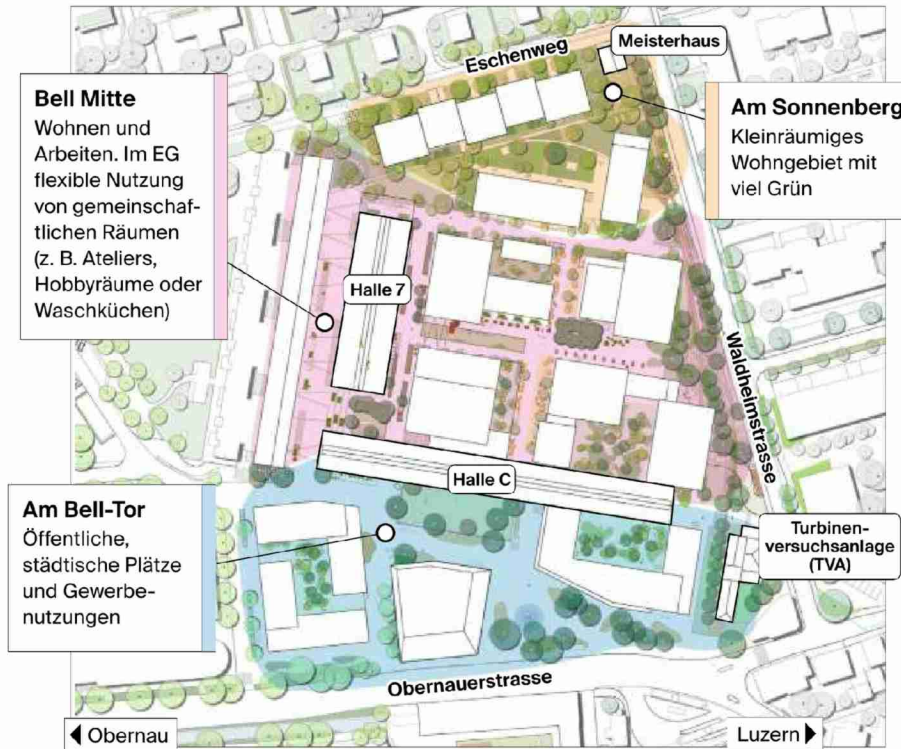 Eschenweg
Meisterhaus
Bell Mitte
Wohnen und
Arbeiten. Im EG
flexible Nutzung
von gemeinschaf-
tlichen Räumen
(z. B. Ateliers,
Hobbyräume oder
Waschküchen)
Am Sonnenberg
Kleinräumiges
Wohngebiet mit
viel Grün
Halle 7
Waldheimstrasse
Halle C
Am Bell-Tor
Öffentliche,
städtische Plätze
und Gewerbe-
nutzungen
Turbinen-
versuchsanlage
(TVA)
Obernauerstrasse
Obernau
Luzern